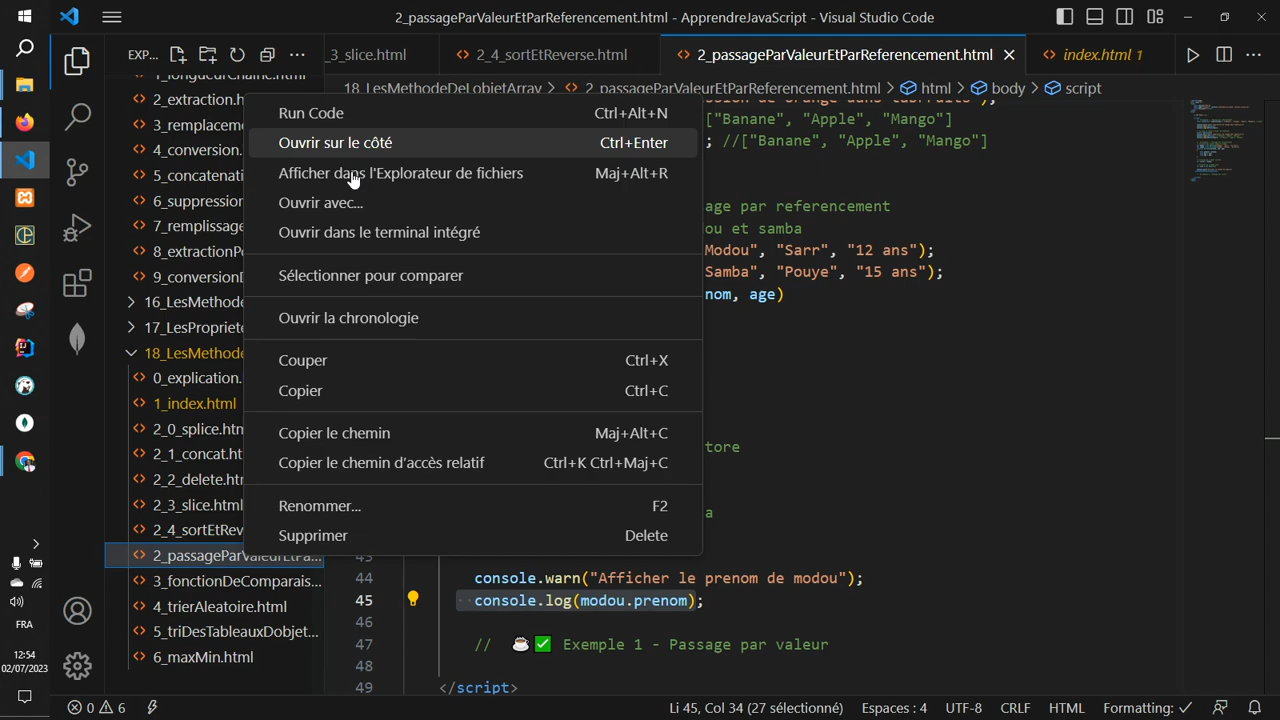 2_passageParValeurEtParReferencement.html - ApprendreJavaScript - Visual Studio Code
EXP...
_3_slice.html
2_4_sortEtReverse.html
2_passageParValeurEtParReferencement.html
index.html 1
18_LesMethodeDeLobjetArray > 2_passageParValeurEtParReferencement.html > html > body > script
2_extraction.h
3_remplaceme
4_conversion.
5_concatenati
6_suppression
7_remplissage
8_extractionPo
9_conversionD
16_LesMethode
17_LesPropriete
18_LesMethode
0_explication.
1_index.html
2_0_splice.htm
2_1_concat.ht
2_2_delete.htm
2_3_slice.html
2_4_sortEtRev
2_passageParValeurEtPa...
3_fonctionDeComparais...
4_trierAleatoire.html
5_triDesTableauxDobjet...
6_maxMin.html
Run Code Ctrl+Alt+N
Ouvrir sur le côté Ctrl+Enter
Afficher dans l'Explorateur de fichiers Maj+Alt+R
Ouvrir avec...
Ouvrir dans le terminal intégré
Sélectionner pour comparer
Ouvrir la chronologie
Couper Ctrl+X
Copier Ctrl+C
Copier le chemin Maj+Alt+C
Copier le chemin d'accès relatif Ctrl+K Ctrl+Maj+C
Renommer... F2
Supprimer Delete
["Banane", "Apple", "Mango"]
; //["Banane", "Apple", "Mango"]
age par referencement
ou et samba
Modou", "Sarr", "12 ans");
Samba", "Pouye", "15 ans");
nom, age)
tore
a
44 console.warn("Afficher le prenom de modou");
45 console.log(modou.prenom);
46
47 // ☕✅ Exemple 1 - Passage par valeur
48
49 </script>
FRA
12:54
02/07/2023
0 6
Li 45, Col 34 (27 sélectionné) Espaces : 4 UTF-8 CRLF HTML Formatting: ✓